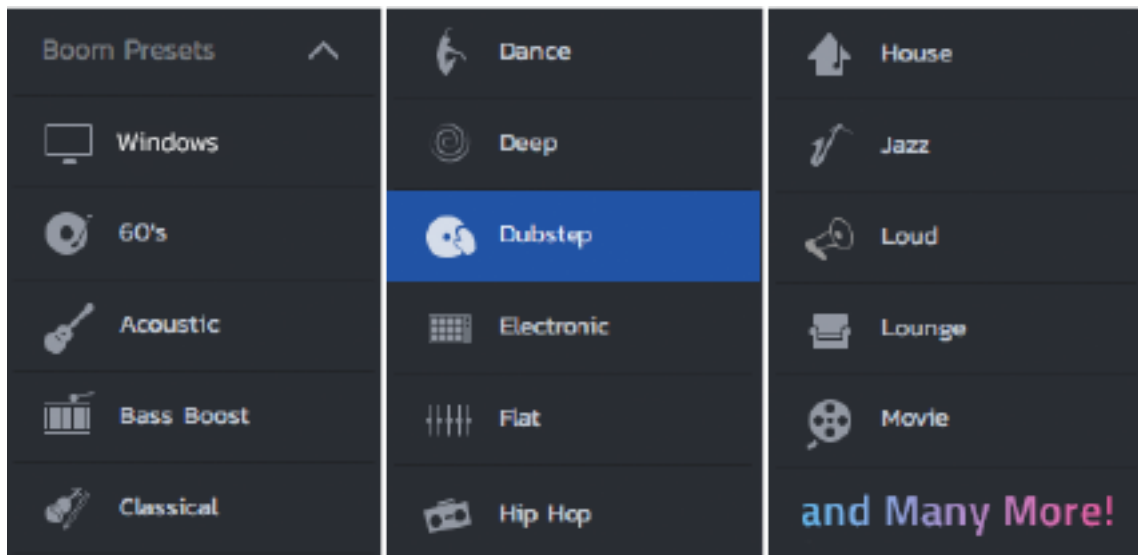 Boom Presets
Windows
60's
Acoustic
Bass Boost
Classical
Dance
Deep
Dubstep
Electronic
Flat
Hip Hop
House
Jazz
Loud
Lounge
Movie
and Many More!